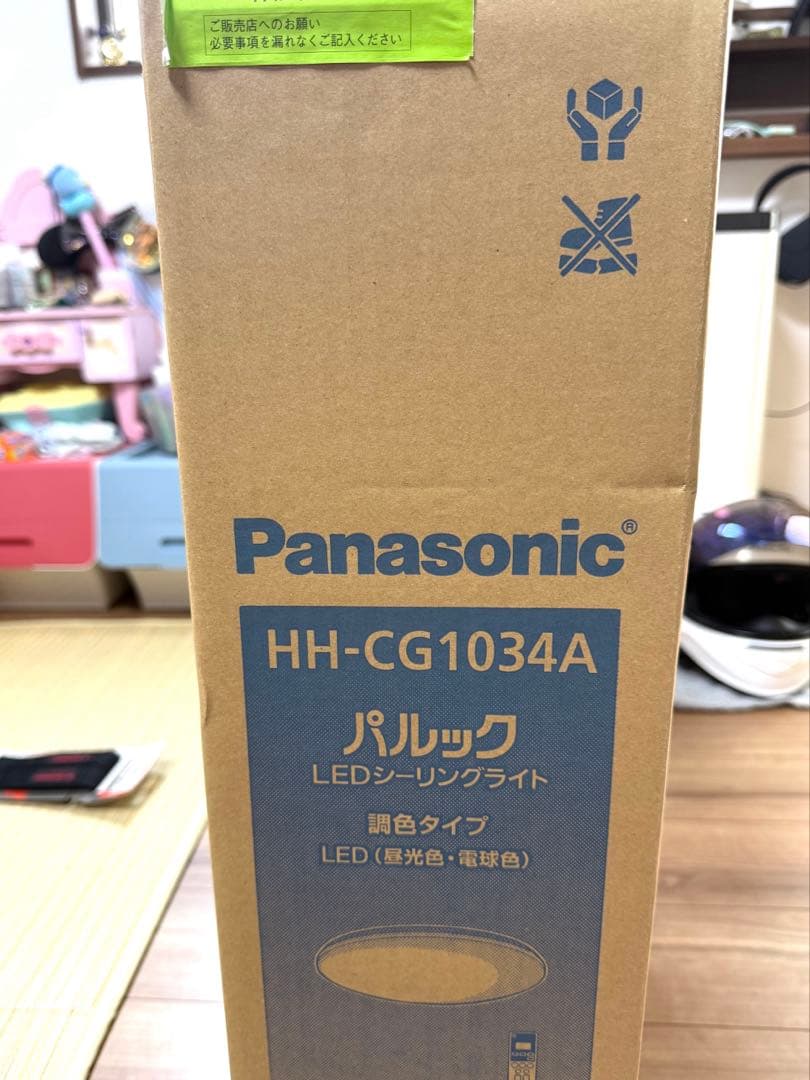 ご販売店へのお願い
必要事項を漏れなくご記入ください
Panasonic®
HH-CG1034A
パルック
LEDシーリングライト
調色タイプ
LED(昼光色・電球色)